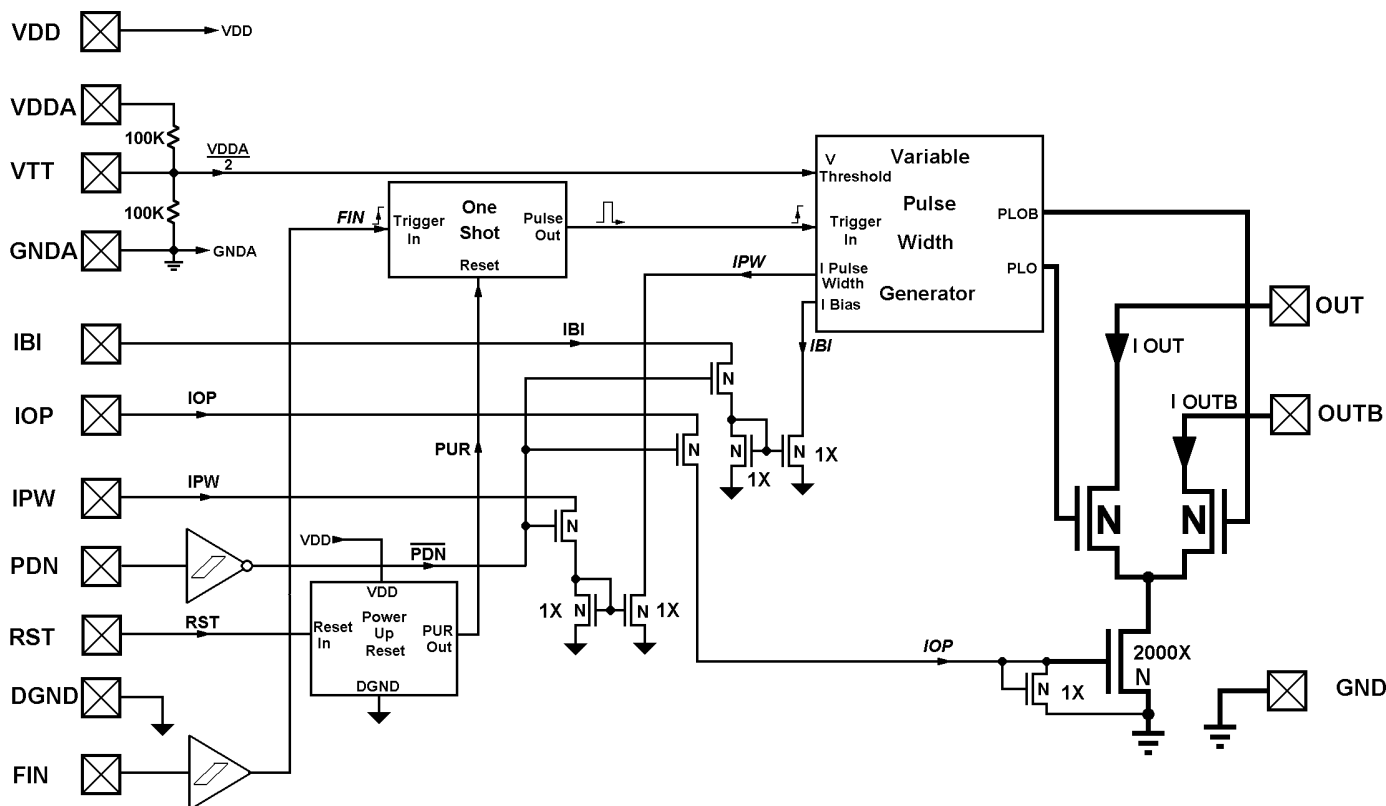 VDD
VDD
VDDA
100K
VTT
VDDA
2
100K
GNDA
GNDA
FIN
Trigger
In
One
Shot
Pulse
Out
Reset
V
Threshold
Variable
Pulse
Width
Generator
Trigger
In
I Pulse
Width
I Bias
PLOB
PLO
IPW
IBI
IBI
IBI
IOP
IOP
PUR
N
N
N
N
1X
1X
OUT
I OUT
I OUTB
OUTB
N
N
IPW
IPW
N
PDN
PDN
VDD
1X
N
N
1X
RST
RST
VDD
Reset
In
Power
Up
Reset
PUR
Out
DGND
DGND
IOP
N
1X
2000X
N
GND
FIN